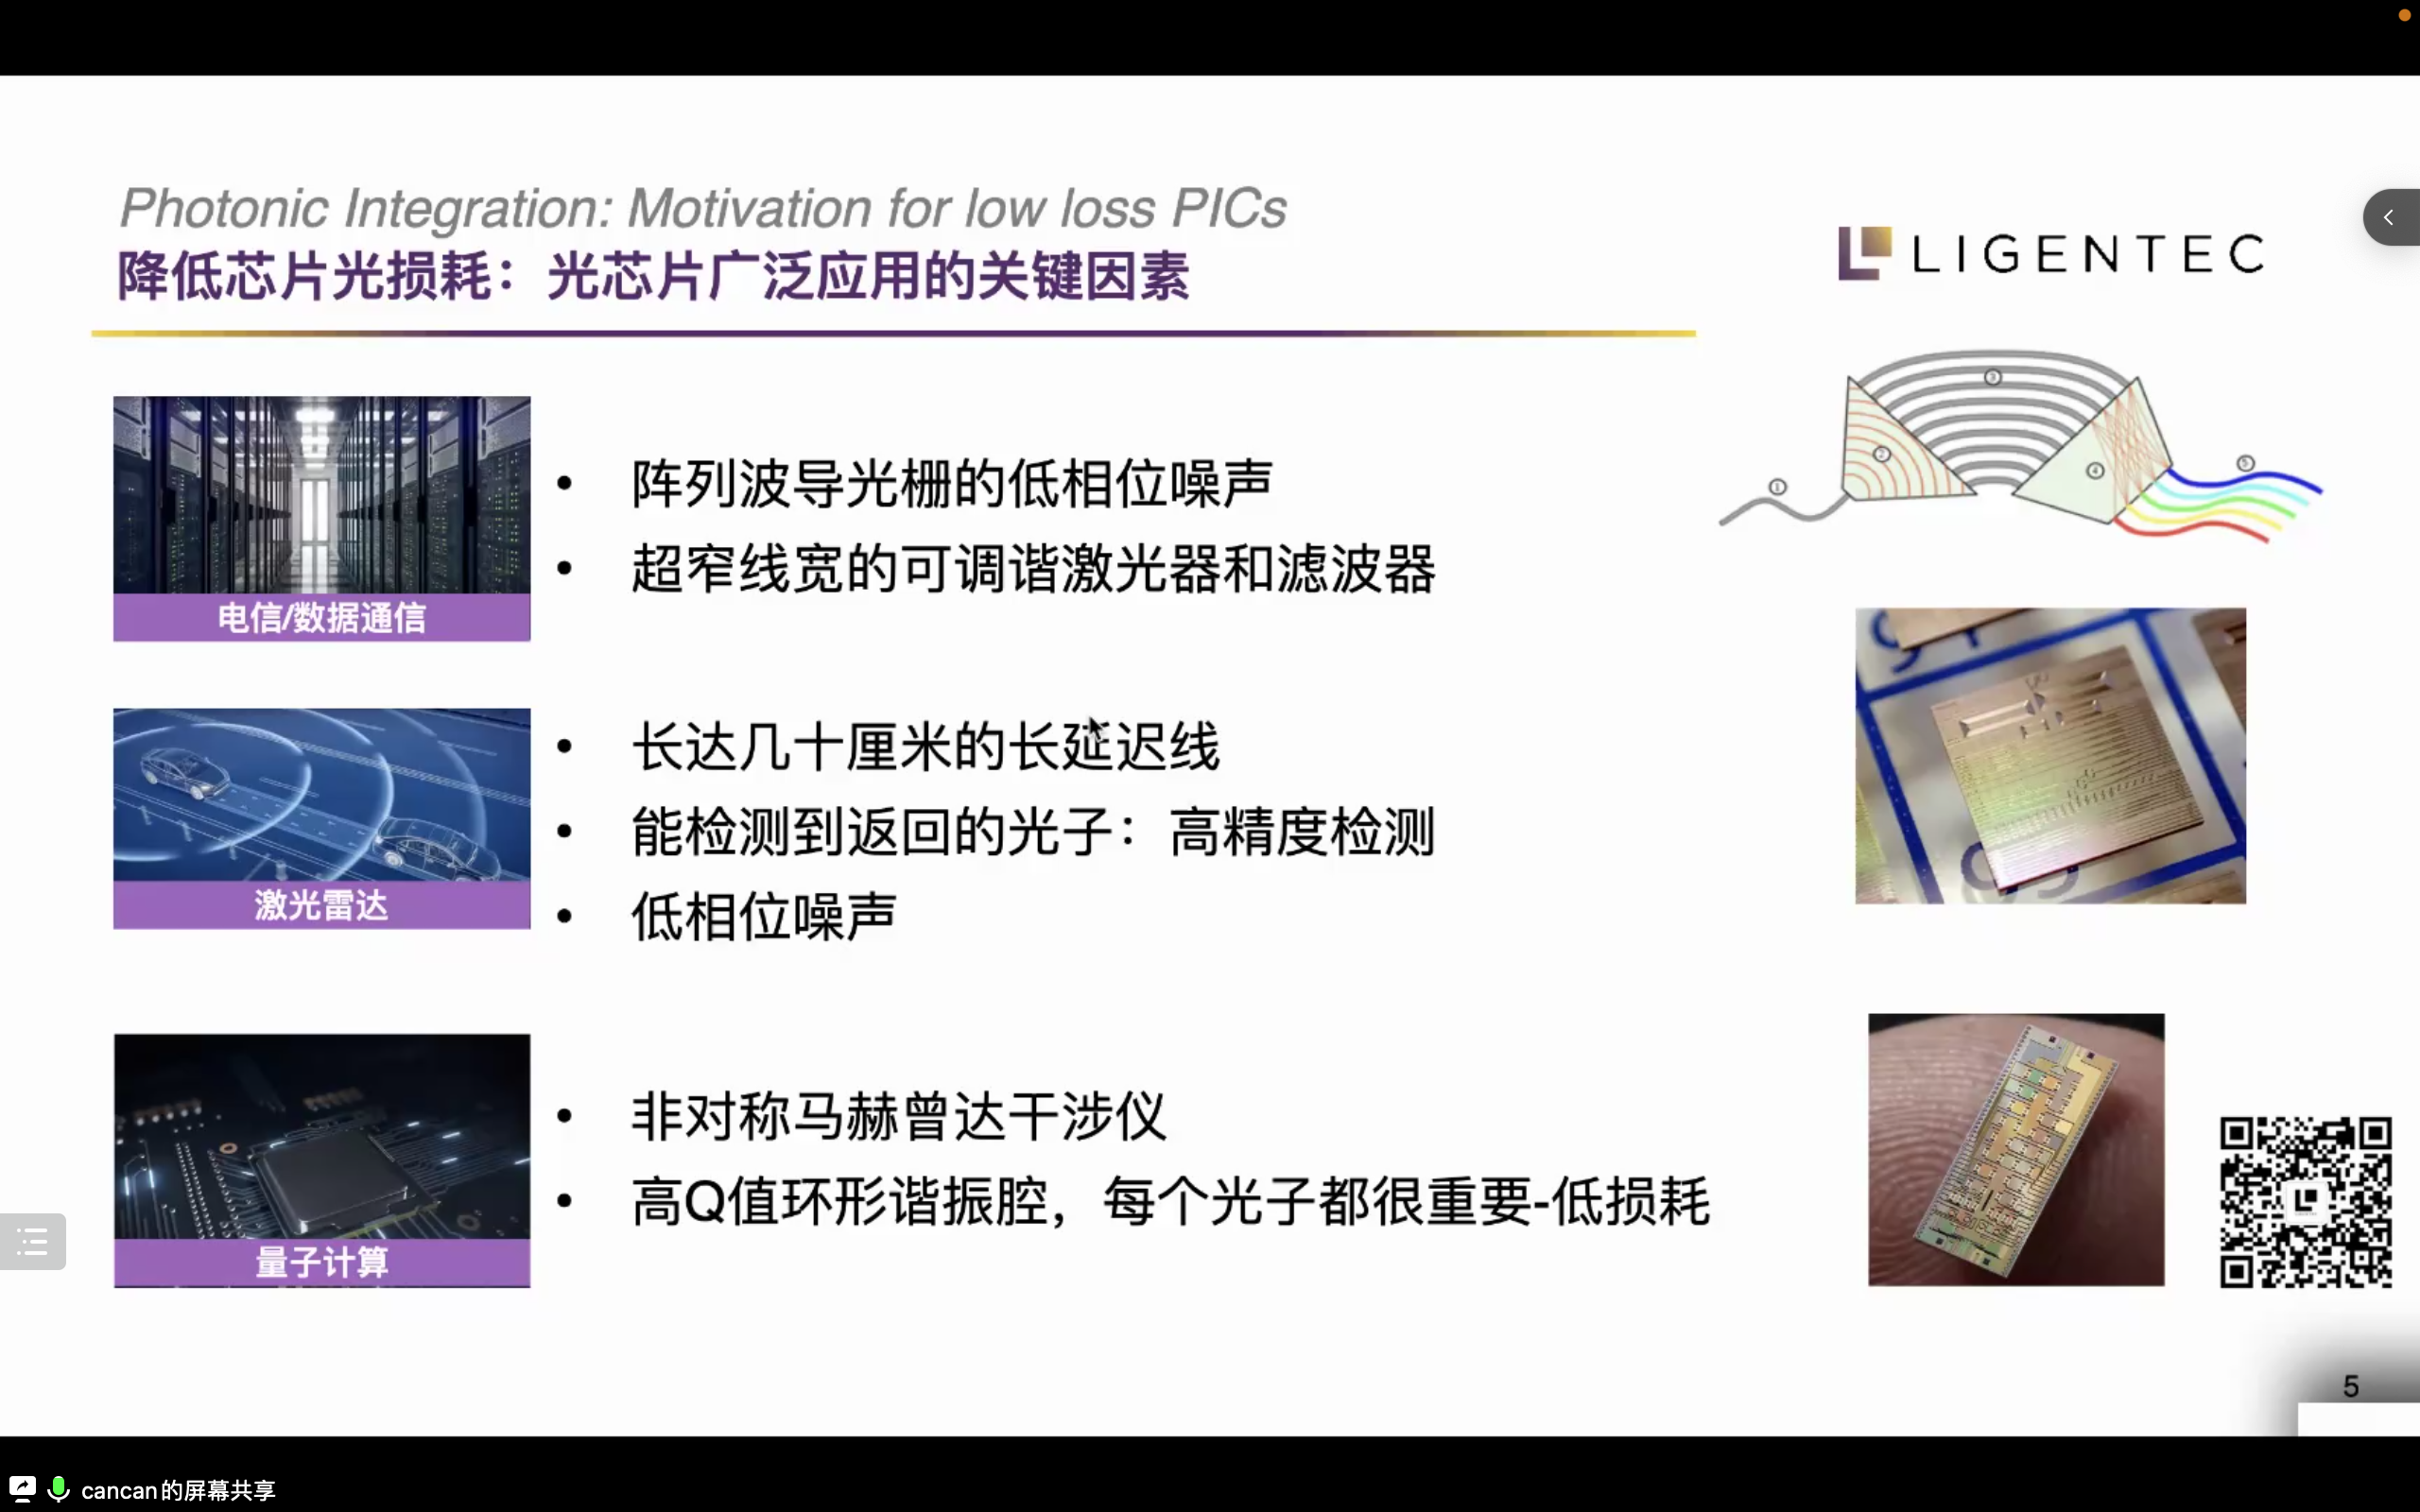 Photonic Integration: Motivation for low loss PICs
降低芯片光损耗：光芯片广泛应用的关键因素
LIGENTEC
① ② ③ ④ ⑤
• 阵列波导光栅的低相位噪声
• 超窄线宽的可调谐激光器和滤波器
电信/数据通信
• 长达几十厘米的长延迟线
• 能检测到返回的光子：高精度检测
• 低相位噪声
激光雷达
• 非对称马赫曾达干涉仪
• 高Q值环形谐振腔，每个光子都很重要-低损耗
量子计算
5
cancan的屏幕共享